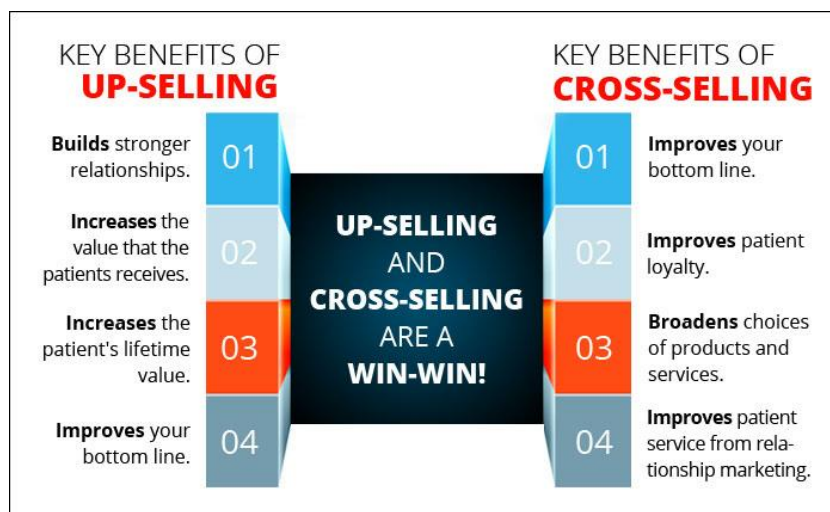 KEY BENEFITS OF
UP-SELLING
Builds stronger
relationships.
01
Increases the
value that the
patients receives.
02
Increases the
patient's lifetime
value.
03
Improves your
bottom line.
04
UP-SELLING
AND
CROSS-SELLING
ARE A
WIN-WIN!
KEY BENEFITS OF
CROSS-SELLING
01
Improves your
bottom line.
02
Improves patient
loyalty.
03
Broadens choices
of products and
services.
04
Improves patient
service from rela-
tionship marketing.